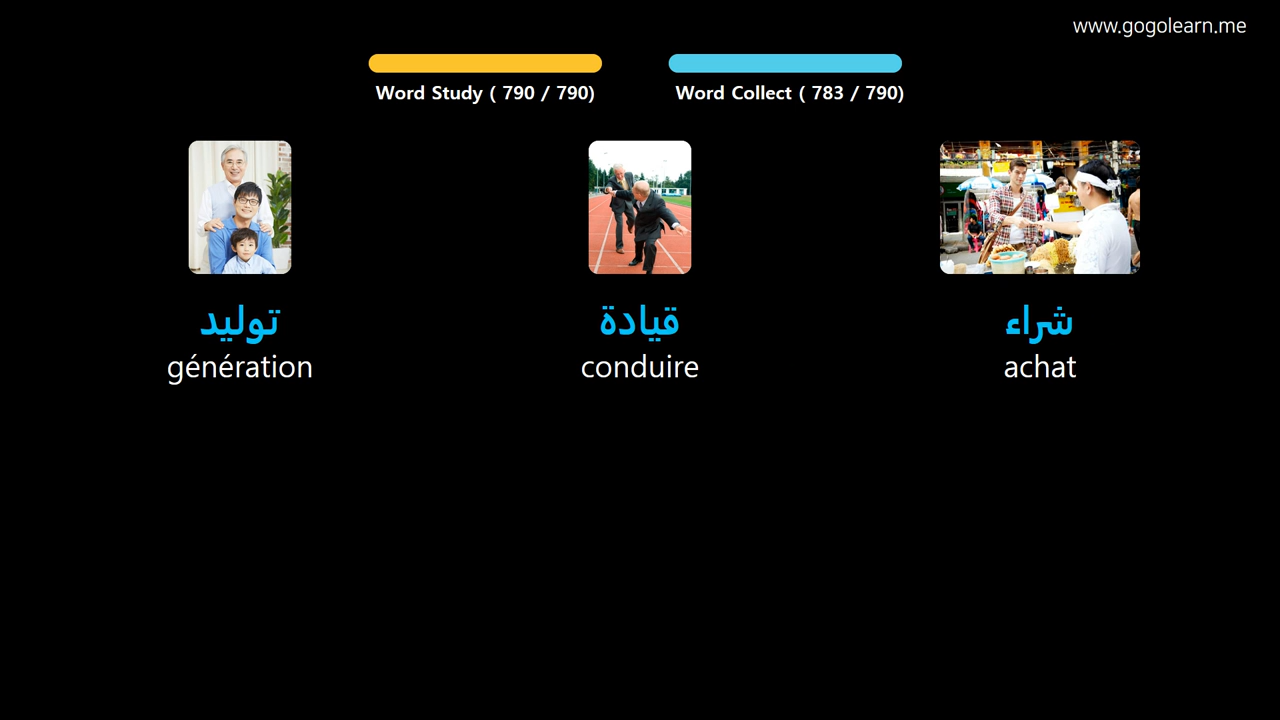 www.gogolearn.me
Word Study ( 790 / 790)
Word Collect ( 783 / 790)
توليد
génération
قيادة
conduire
شراء
achat